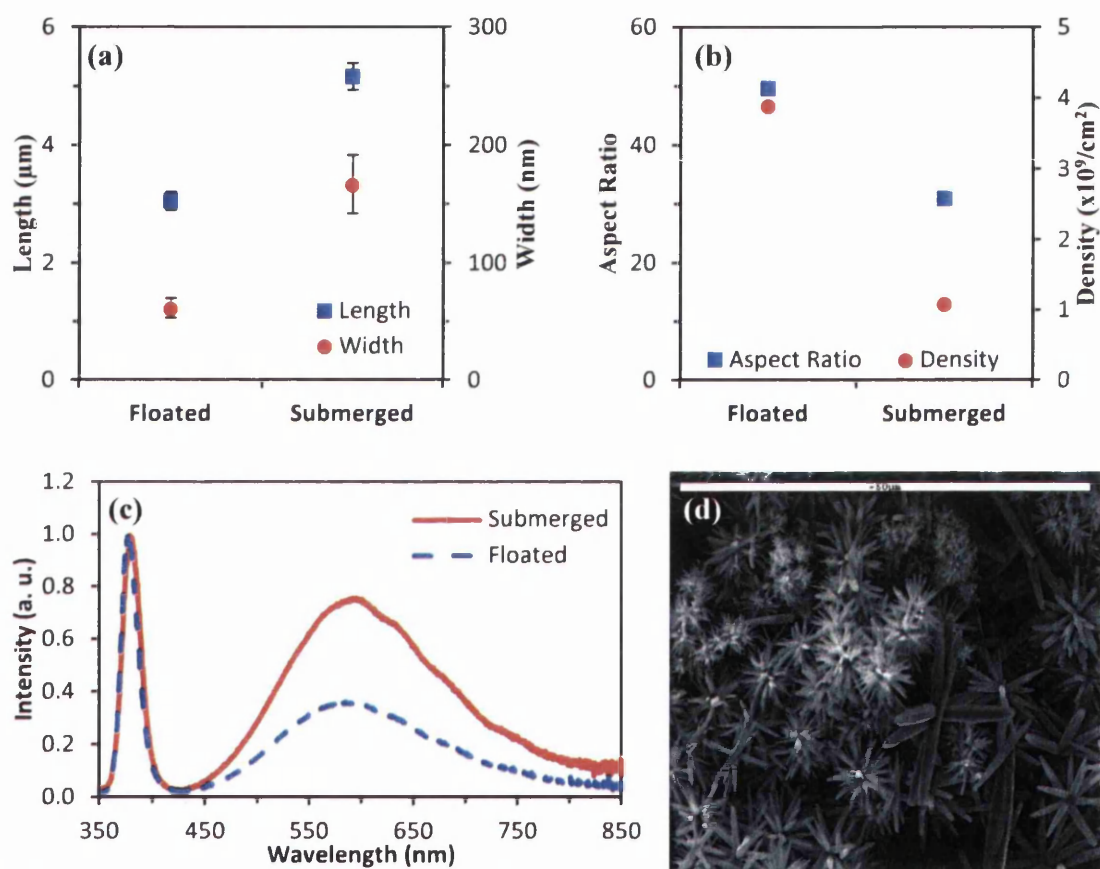 (a)
6
4
2
0
Length (µm)
300
200
100
0
Width (nm)
Length
Width
Floated Submerged
(b)
60
40
20
0
Aspect Ratio
5
4
3
2
1
0
Density (x10⁹/cm²)
Aspect Ratio Density
Floated Submerged
(c)
1.2
1.0
0.8
0.6
0.4
0.2
0.0
Intensity (a. u.)
Submerged
Floated
350 450 550 650 750 850
Wavelength (nm)
50µm
(d)